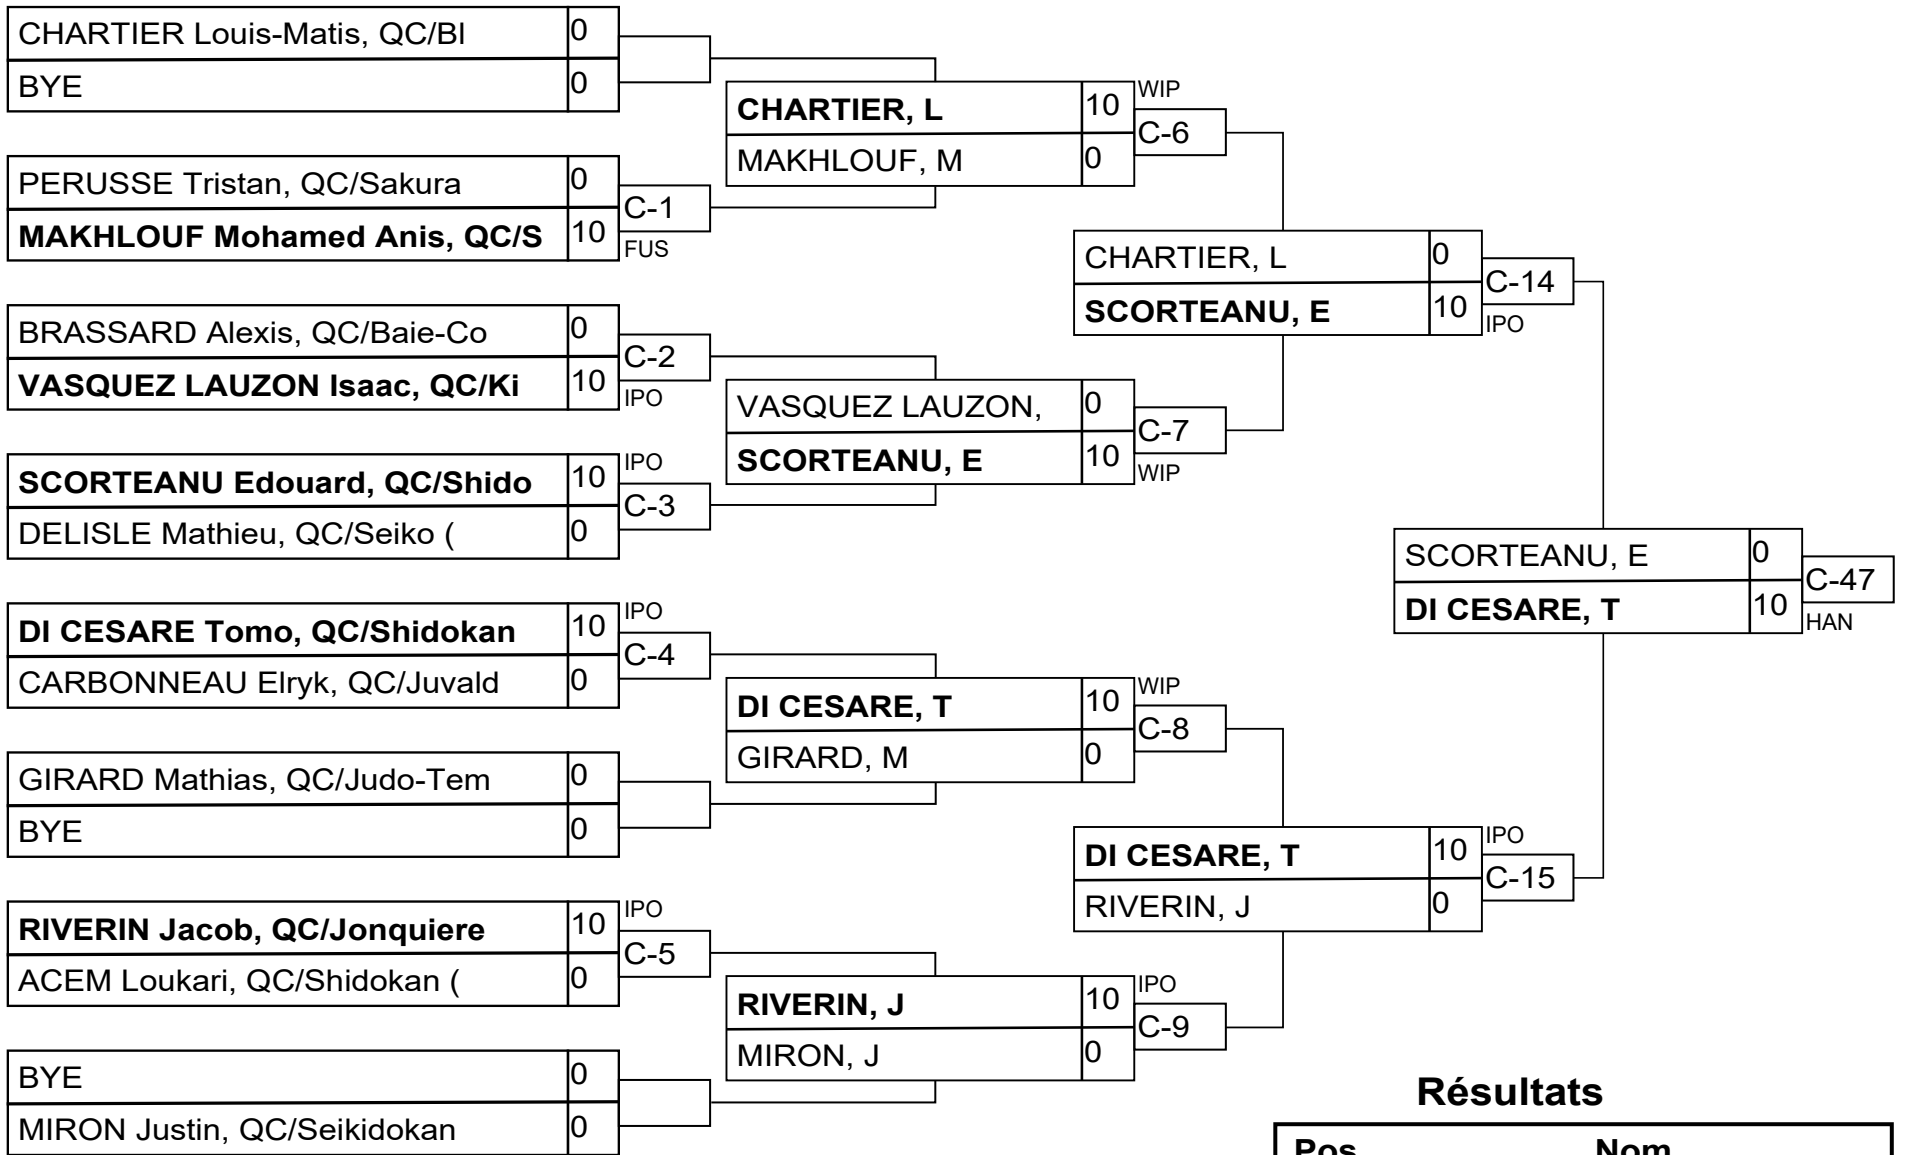 CHARTIER Louis-Matis, QC/Bl 0
BYE 0
PERUSSE Tristan, QC/Sakura 0
MAKHLOUF Mohamed Anis, QC/S 10
C-1
FUS
BRASSARD Alexis, QC/Baie-Co 0
VASQUEZ LAUZON Isaac, QC/Ki 10
C-2
IPO
SCORTEANU Edouard, QC/Shido 10
DELISLE Mathieu, QC/Seiko ( 0
IPO
C-3
DI CESARE Tomo, QC/Shidokan 10
CARBONNEAU Elryk, QC/Juvald 0
IPO
C-4
GIRARD Mathias, QC/Judo-Tem 0
BYE 0
RIVERIN Jacob, QC/Jonquiere 10
ACEM Loukari, QC/Shidokan ( 0
IPO
C-5
BYE 0
MIRON Justin, QC/Seikidokan 0
CHARTIER, L 10
MAKHLOUF, M 0
WIP
C-6
VASQUEZ LAUZON, 0
SCORTEANU, E 10
C-7
WIP
DI CESARE, T 10
GIRARD, M 0
WIP
C-8
RIVERIN, J 10
MIRON, J 0
IPO
C-9
CHARTIER, L 0
SCORTEANU, E 10
C-14
IPO
DI CESARE, T 10
RIVERIN, J 0
IPO
C-15
SCORTEANU, E 0
DI CESARE, T 10
C-47
HAN
Résultats
Pos Nom